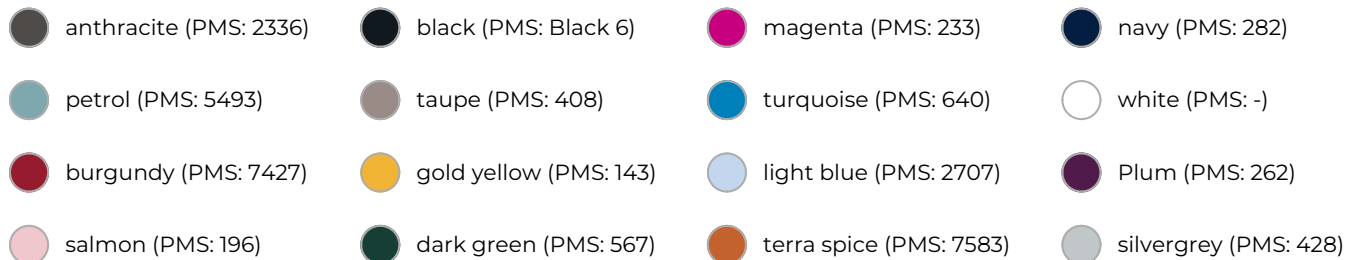 anthracite (PMS: 2336)
black (PMS: Black 6)
magenta (PMS: 233)
navy (PMS: 282)
petrol (PMS: 5493)
taupe (PMS: 408)
turquoise (PMS: 640)
white (PMS: -)
burgundy (PMS: 7427)
gold yellow (PMS: 143)
light blue (PMS: 2707)
Plum (PMS: 262)
salmon (PMS: 196)
dark green (PMS: 567)
terra spice (PMS: 7583)
silvergrey (PMS: 428)